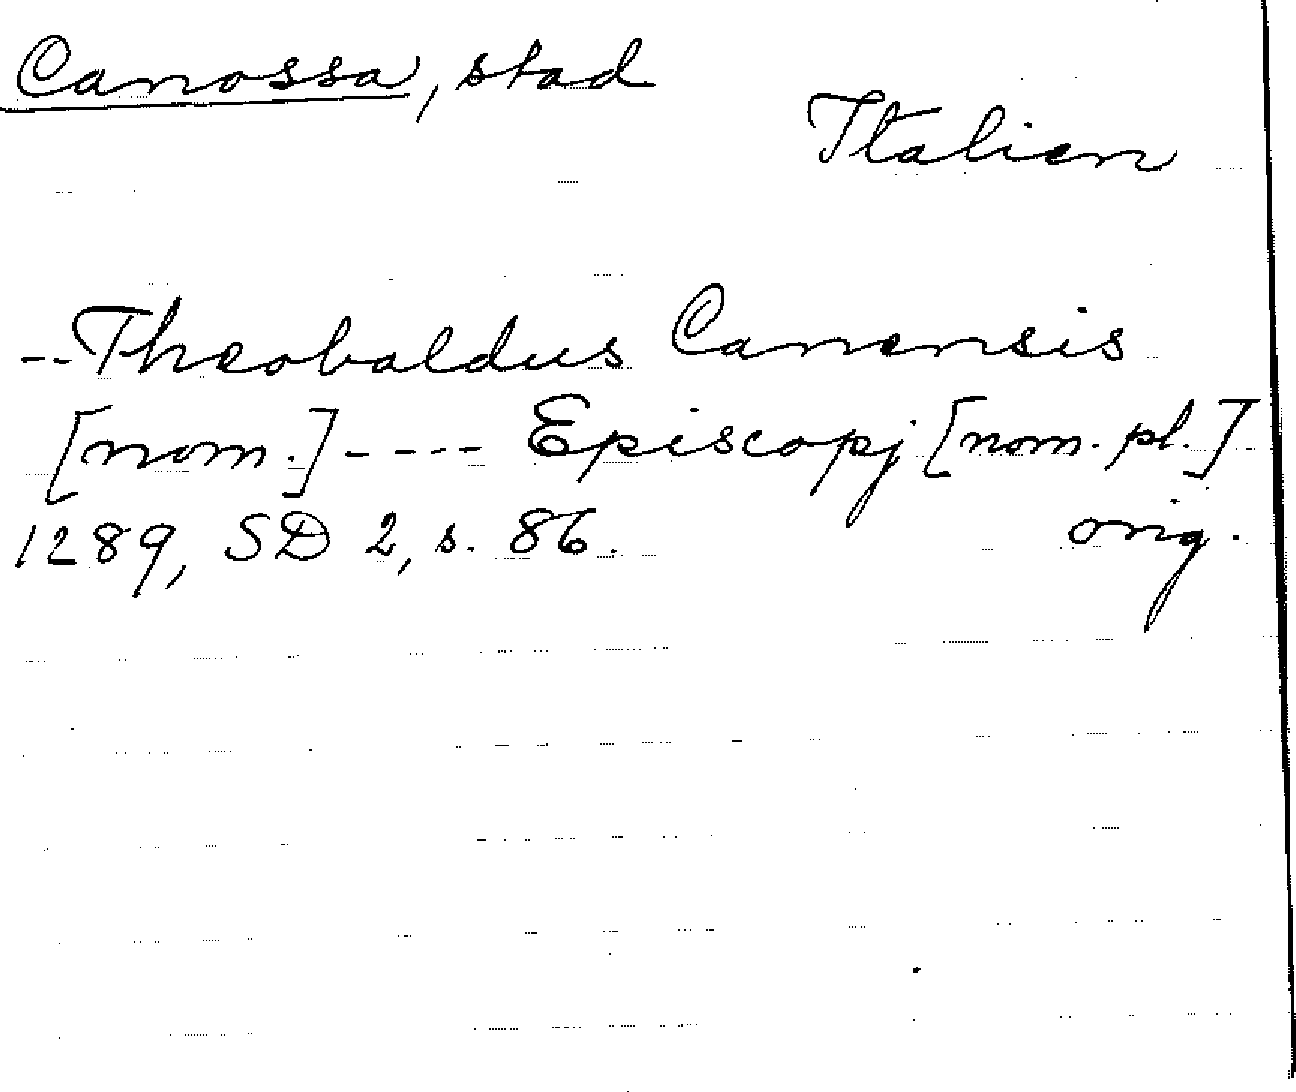 Canossa, stad
Italien
--Theobaldus Canensis
[nom.]---- Episcopj [nom. pl.]
1289, SD 2, s. 86. orig.